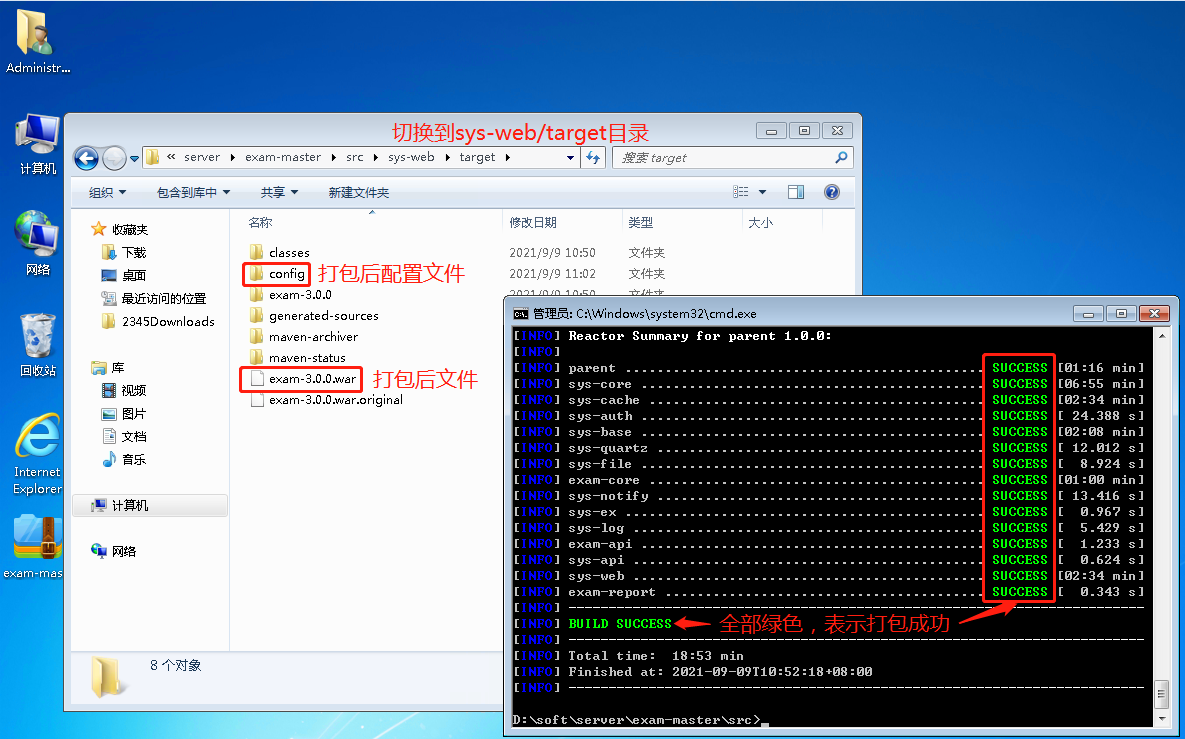 Administr...
计算机
网络
回收站
Internet
Explorer
exam-mas
切换到sys-web/target目录
« server exam-master src sys-web target
搜索 target
组织 包含到库中 共享 新建文件夹
收藏夹
下载
桌面
最近访问的位置
2345Downloads
库
视频
图片
文档
音乐
计算机
网络
名称 修改日期 类型 大小
classes 2021/9/9 10:50 文件夹
config 打包后配置文件 2021/9/9 11:02 文件夹
exam-3.0.0 2021/9/9 10:50 文件夹
generated-sources
maven-archiver
maven-status
exam-3.0.0.war 打包后文件
exam-3.0.0.war.original
8 个对象
管理员: C:\Windows\system32\cmd.exe
[INFO] Reactor Summary for parent 1.0.0:
[INFO]
[INFO] parent ............................................. SUCCESS [01:16 min]
[INFO] sys-core ........................................... SUCCESS [06:55 min]
[INFO] sys-cache .......................................... SUCCESS [02:34 min]
[INFO] sys-auth ........................................... SUCCESS [ 24.388 s]
[INFO] sys-base ........................................... SUCCESS [02:08 min]
[INFO] sys-quartz ......................................... SUCCESS [ 12.012 s]
[INFO] sys-file ........................................... SUCCESS [  8.924 s]
[INFO] exam-core .......................................... SUCCESS [01:00 min]
[INFO] sys-notify ......................................... SUCCESS [ 13.416 s]
[INFO] sys-ex ............................................. SUCCESS [  0.967 s]
[INFO] sys-log ............................................ SUCCESS [  5.429 s]
[INFO] exam-api ........................................... SUCCESS [  1.233 s]
[INFO] sys-api ............................................ SUCCESS [  0.624 s]
[INFO] sys-web ............................................ SUCCESS [02:34 min]
[INFO] exam-report ........................................ SUCCESS [  0.343 s]
[INFO] ------------------------------------------------------------------------
[INFO] BUILD SUCCESS 全部绿色，表示打包成功
[INFO] ------------------------------------------------------------------------
[INFO] Total time:  18:53 min
[INFO] Finished at: 2021-09-09T10:52:18+08:00
[INFO] ------------------------------------------------------------------------
D:\soft\server\exam-master\src>_